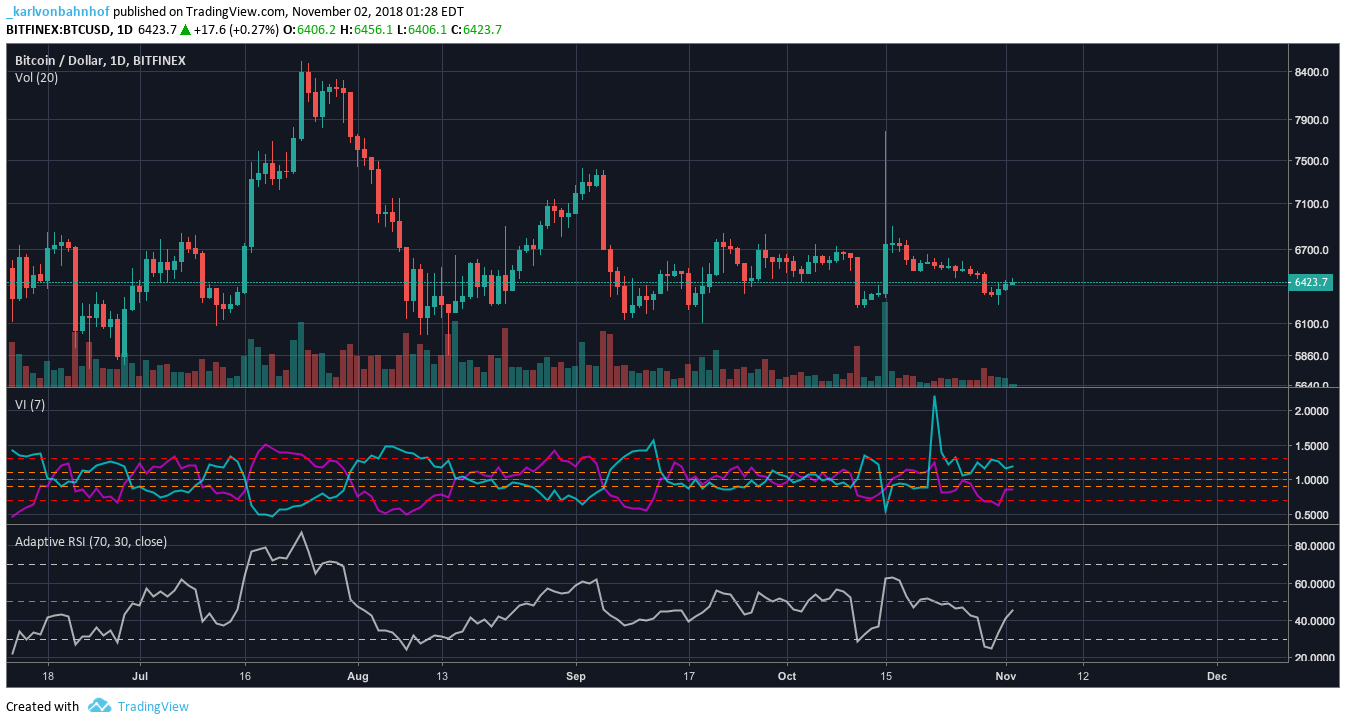 _karlvonbahnhof published on TradingView.com, November 02, 2018 01:28 EDT
BITFINEX:BTCUSD, 1D 6423.7 ▲ +17.6 (+0.27%) O:6406.2 H:6456.1 L:6406.1 C:6423.7
Bitcoin / Dollar, 1D, BITFINEX
Vol (20)
8400.0
7900.0
7500.0
7100.0
6700.0
6423.7
6100.0
5860.0
5640.0
VI (7)
2.0000
1.5000
1.0000
0.5000
Adaptive RSI (70, 30, close)
80.0000
60.0000
40.0000
20.0000
18 Jul 16 Aug 13 Sep 17 Oct 15 Nov 12 Dec
Created with TradingView